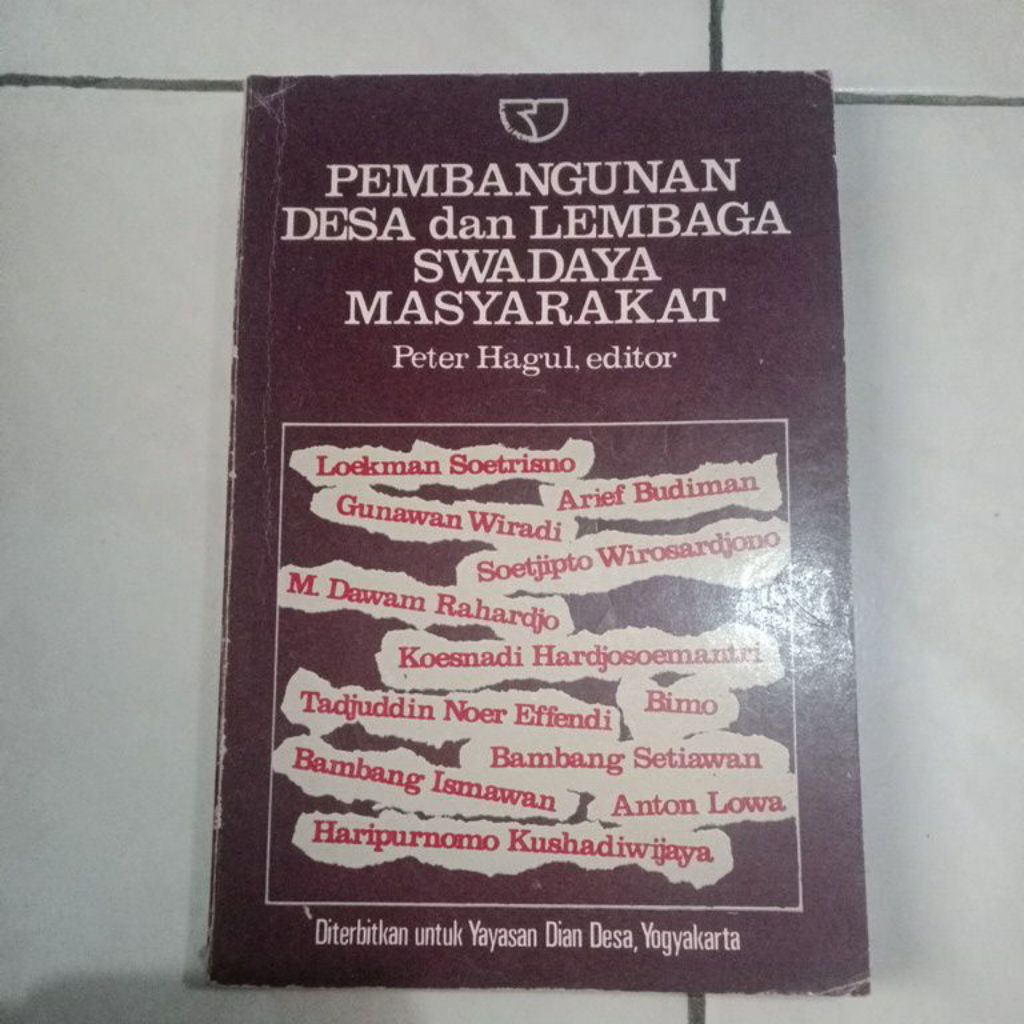 PEMBANGUNAN
DESA dan LEMBAGA
SWADAYA
MASYARAKAT
Peter Hagul, editor
Loekman Soetrisno
Arief Budiman
Gunawan Wiradi
Soetjipto Wirosardjono
M. Dawam Rahardjo
Koesnadi Hardjosoemantri
Tadjuddin Noer Effendi
Bimo
Bambang Setiawan
Bambang Ismawan
Anton Lowa
Haripurnomo Kushadiwijaya
Diterbitkan untuk Yayasan Dian Desa, Yogyakarta